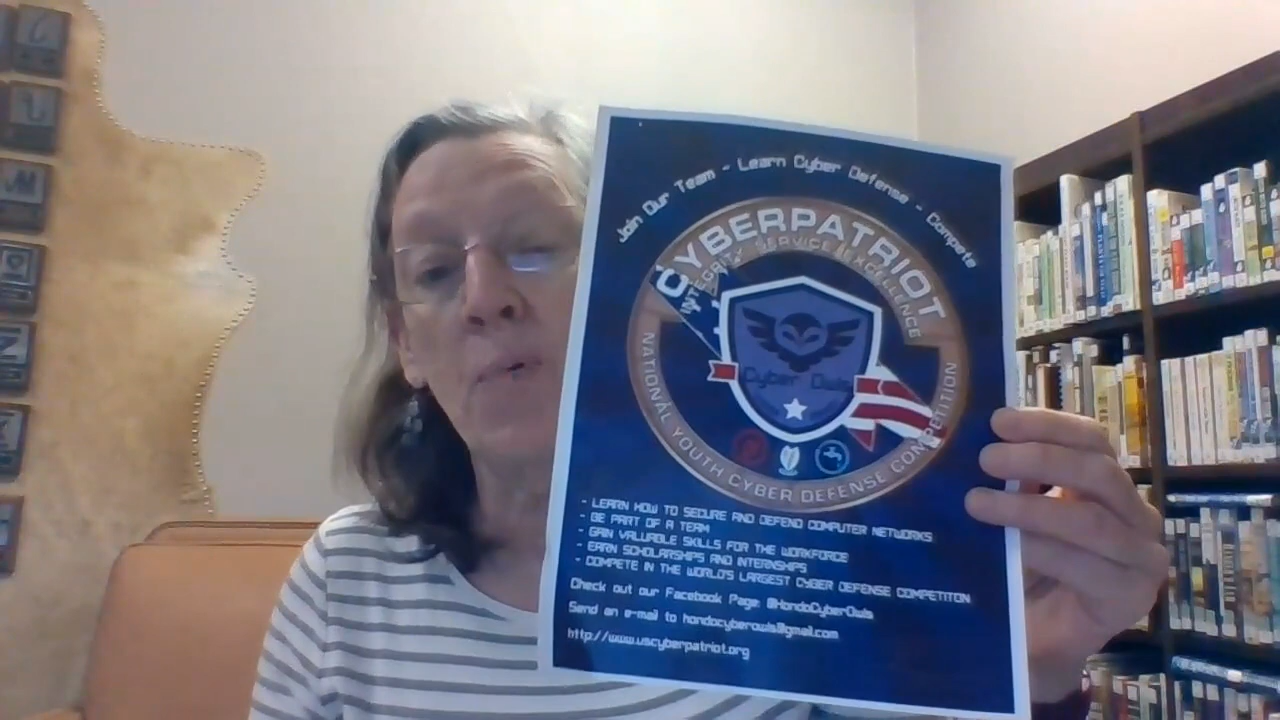 Join Our Team - Learn Cyber Defense - Compete
CYBERPATRIOT
INTEGRITY SERVICE EXCELLENCE
Cyber Owls
NATIONAL YOUTH CYBER DEFENSE COMPETITION
- LEARN HOW TO SECURE AND DEFEND COMPUTER NETWORKS
- BE PART OF A TEAM
- GAIN VALUABLE SKILLS FOR THE WORKFORCE
- EARN SCHOLARSHIPS AND INTERNSHIPS
- COMPETE IN THE WORLD'S LARGEST CYBER DEFENSE COMPETITON
Check out our Facebook Page: @HondoCyberOwls
Send an e-mail to hondocyberowls@gmail.com
http://www.uscyberpatriot.org
U
M
Z